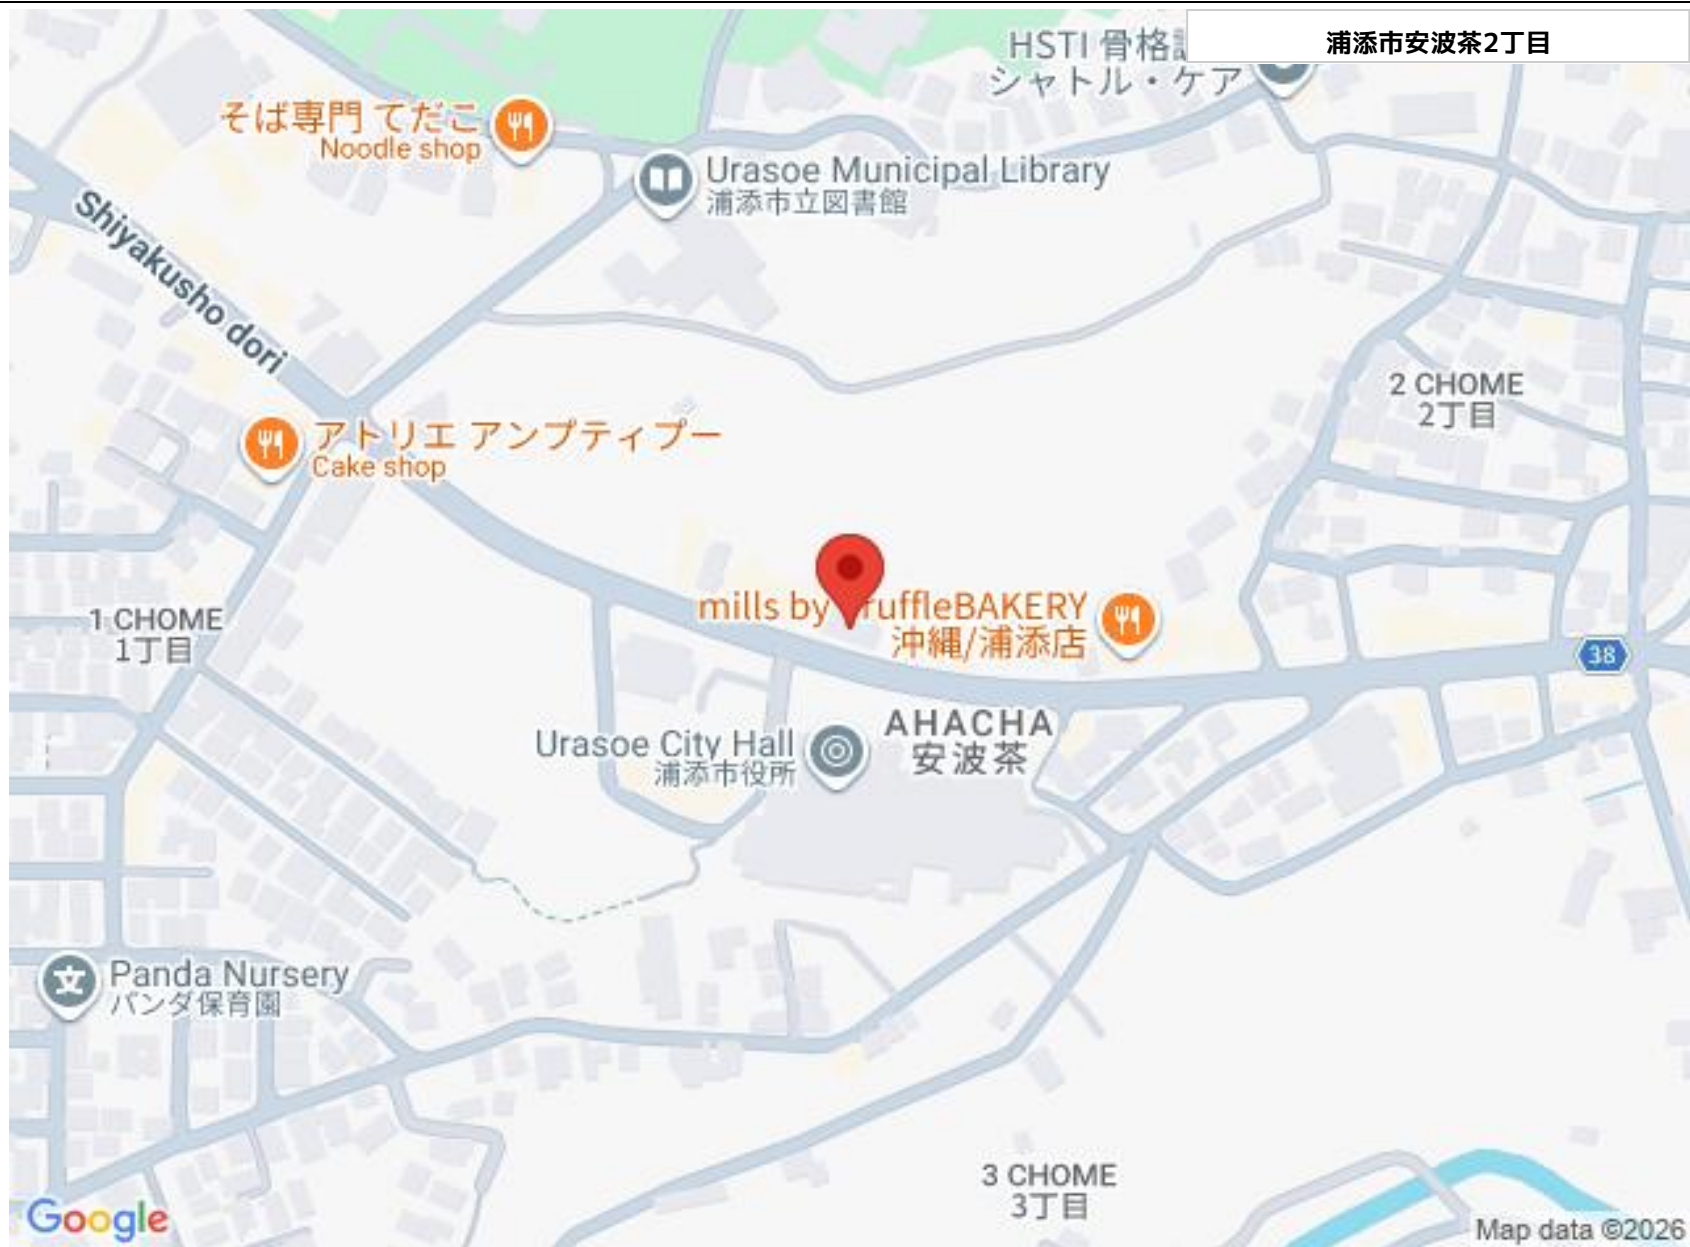 浦添市安波茶2丁目
HSTI 骨格
シャトル・ケア
そば専門 てだこ
Noodle shop
Urasoe Municipal Library
浦添市立図書館
Shiyakusho dori
2 CHOME
2丁目
アトリエ アンプティプー
Cake shop
mills by ruffleBAKERY
沖縄/浦添店
1 CHOME
1丁目
38
AHACHA
安波茶
Urasoe City Hall
浦添市役所
Panda Nursery
パンダ保育園
3 CHOME
3丁目
Google
Map data ©2026